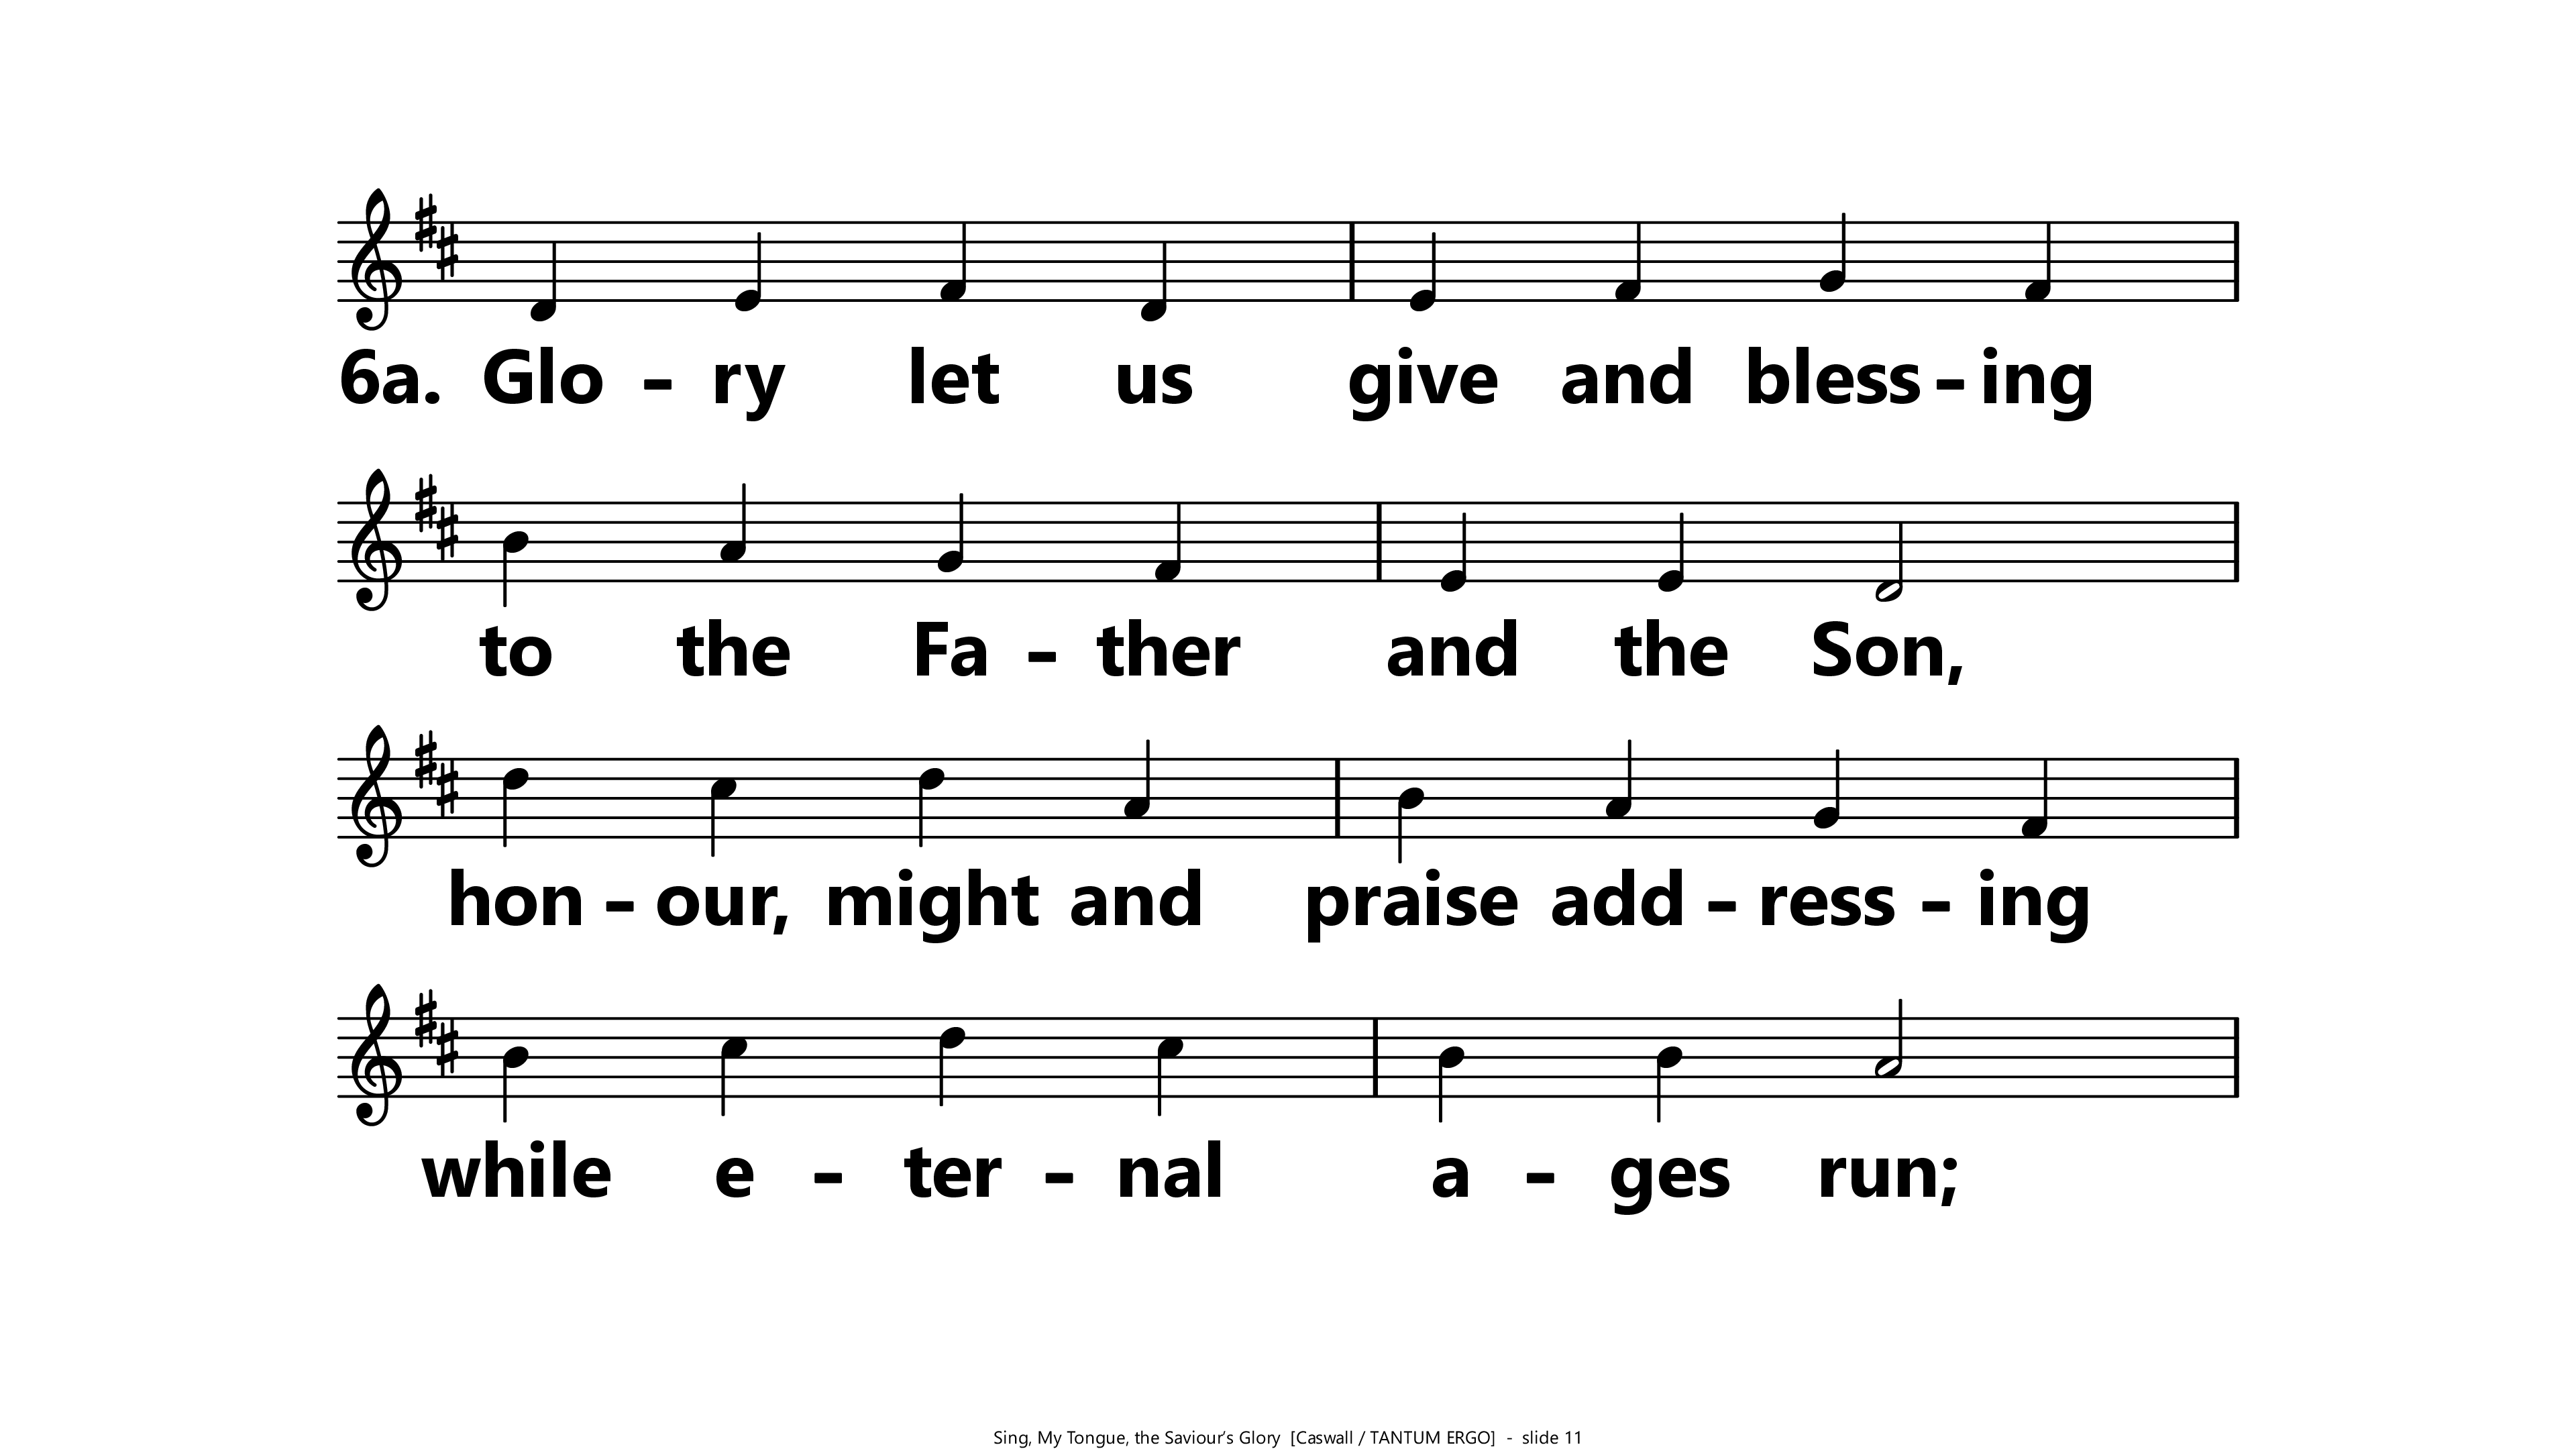 6a. Glo - ry let us give and bless - ing
to the Fa - ther and the Son,
hon - our, might and praise add - ress - ing
while e - ter - nal a - ges run;
Sing, My Tongue, the Saviour’s Glory [Caswall / TANTUM ERGO] - slide 11